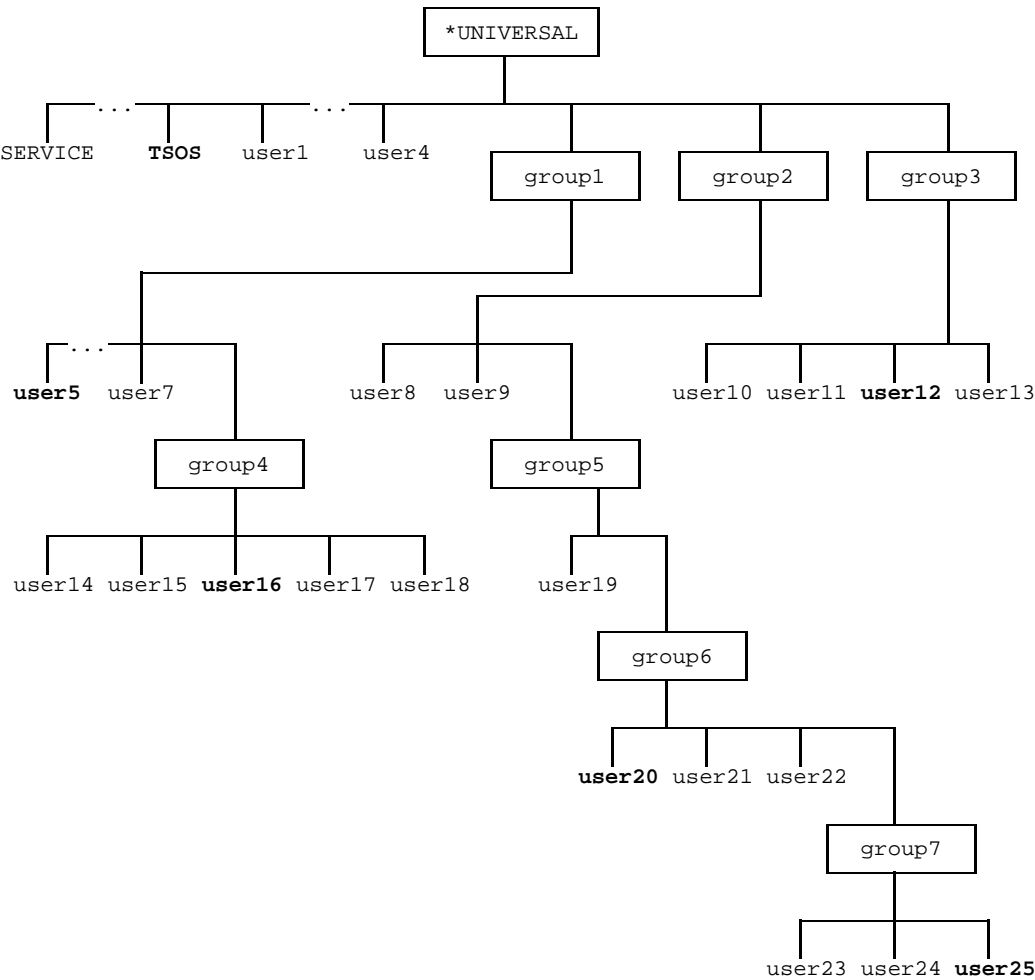 *UNIVERSAL
... ...
SERVICE TSOS user1 user4
group1 group2 group3
...
user5 user7 user8 user9 user10 user11 user12 user13
group4 group5
user14 user15 user16 user17 user18 user19
group6
user20 user21 user22
group7
user23 user24 user25